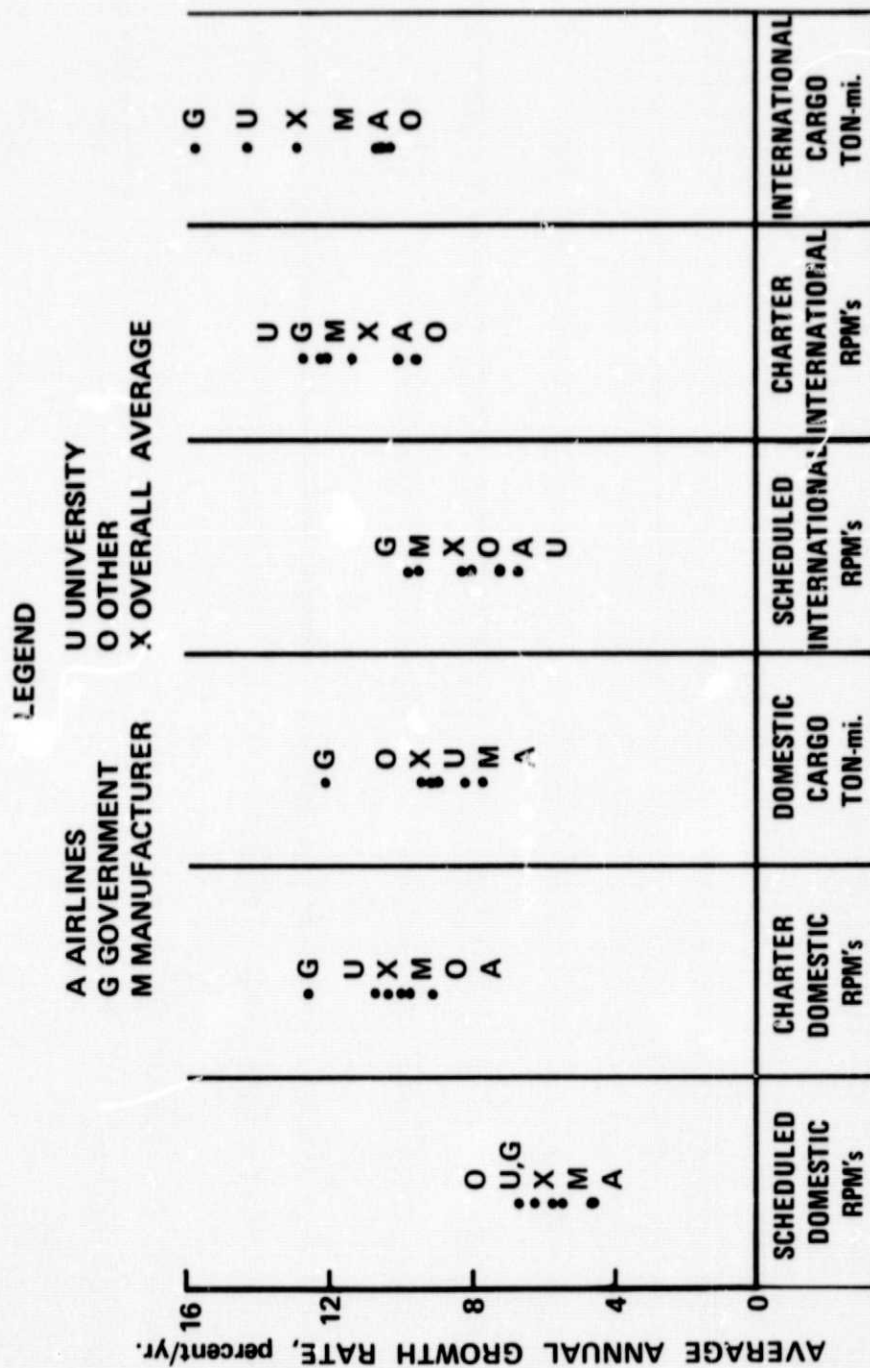 LEGEND
A AIRLINES U UNIVERSITY
G GOVERNMENT O OTHER
M MANUFACTURER X OVERALL AVERAGE
AVERAGE ANNUAL GROWTH RATE, percent/yr.
16
12
8
4
0
O
U,G
X
M
A
G
U
X
M
O
A
G
O
X
U
M
A
G
M
X
O
A
U
U
G
M
X
A
O
G
U
X
M
A
O
SCHEDULED
DOMESTIC
RPM's
CHARTER
DOMESTIC
RPM's
DOMESTIC
CARGO
TON-mi.
SCHEDULED
INTERNATIONAL
RPM's
CHARTER
INTERNATIONAL
RPM's
INTERNATIONAL
CARGO
TON-mi.